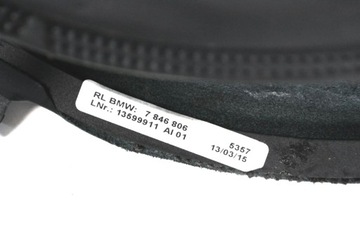 RL BMW: 7 846 806
LNr.: 13599911 AI 01
5357
13/03/15